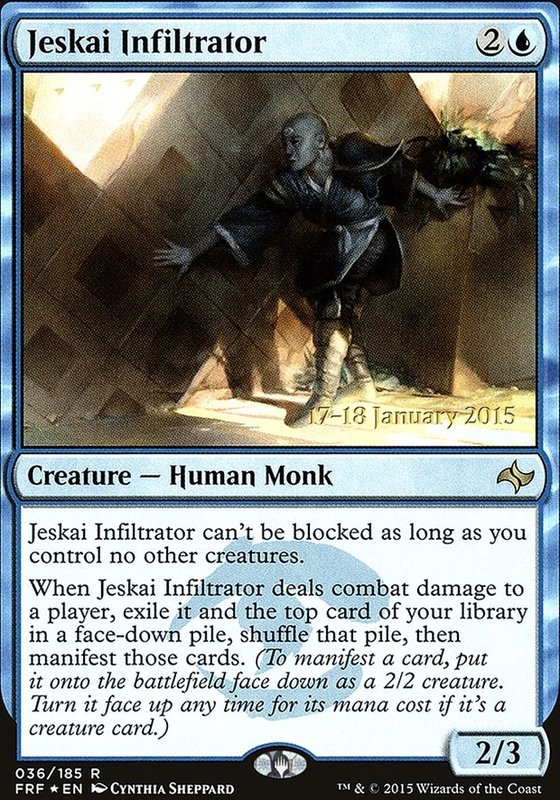 Jeskai Infiltrator 2
17-18 January 2015
Creature — Human Monk
Jeskai Infiltrator can't be blocked as long as you
control no other creatures.
When Jeskai Infiltrator deals combat damage to
a player, exile it and the top card of your library
in a face-down pile, shuffle that pile, then
manifest those cards. (To manifest a card, put
it onto the battlefield face down as a 2/2 creature.
Turn it face up any time for its mana cost if it's a
creature card.)
2/3
036/185 R
FRF ★ EN Cynthia Sheppard
™ & © 2015 Wizards of the Coast